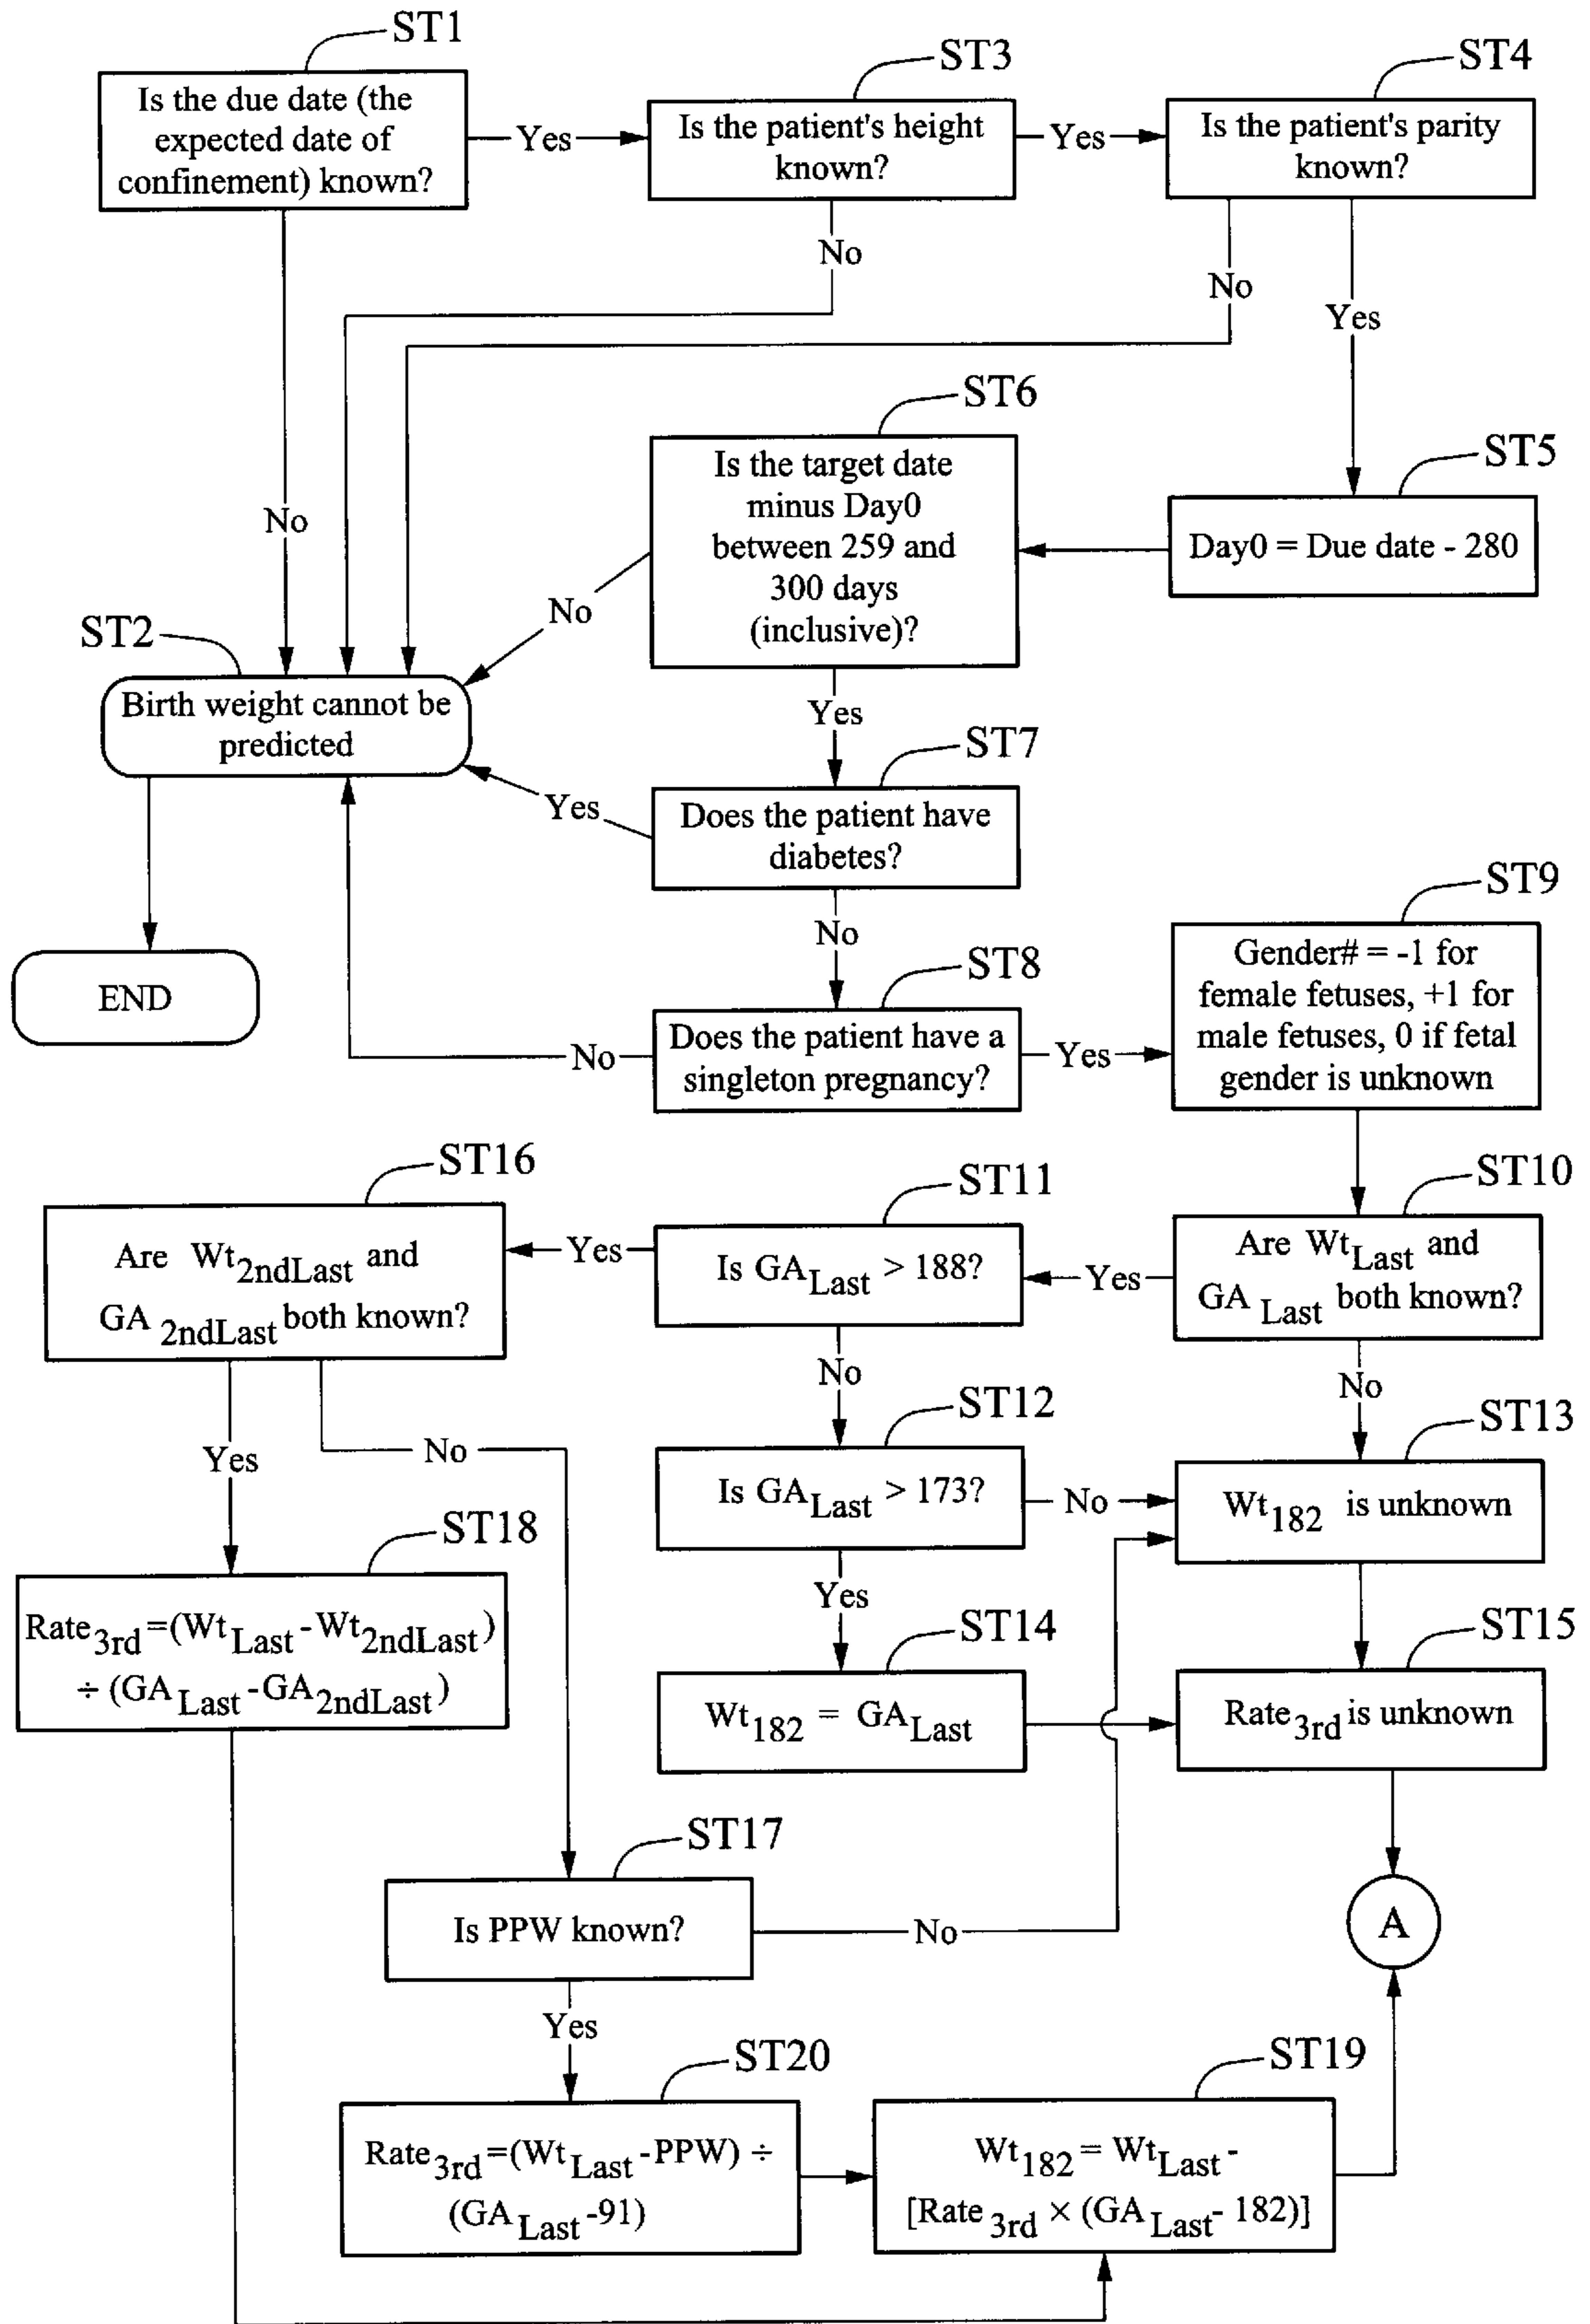 ST1
Is the due date (the
expected date of
confinement) known?
Yes
ST3
Is the patient's height
known?
Yes
ST4
Is the patient's parity
known?
No
No
Yes
No
ST6
Is the target date
minus Day0
between 259 and
300 days
(inclusive)?
ST5
Day0 = Due date - 280
No
ST2
Birth weight cannot be
predicted
Yes
ST7
Does the patient have
diabetes?
Yes
No
END
ST8
Does the patient have a
singleton pregnancy?
No
Yes
ST9
Gender# = -1 for
female fetuses, +1 for
male fetuses, 0 if fetal
gender is unknown
ST16
Are Wt2ndLast and
GA 2ndLast both known?
Yes
ST11
Is GALast > 188?
Yes
ST10
Are WtLast and
GA Last both known?
No
No
Yes
No
ST12
Is GALast > 173?
No
ST13
Wt182 is unknown
ST18
Rate3rd=(WtLast-Wt2ndLast)
÷ (GALast-GA2ndLast)
Yes
ST14
Wt182 = GALast
ST15
Rate3rd is unknown
ST17
Is PPW known?
No
A
Yes
ST20
Rate3rd=(WtLast-PPW) ÷
(GALast-91)
ST19
Wt182 = WtLast-
[Rate 3rd × (GALast- 182)]